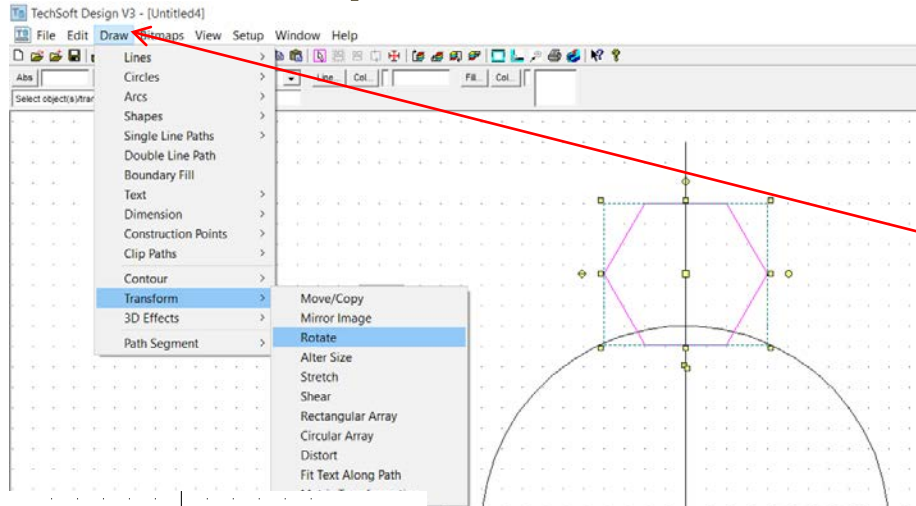 TechSoft Design V3 - [Untitled4]
File Edit Draw Bitmaps View Setup Window Help
Abs Line... Col... Fill... Col...
Select object(s)/tran
Lines
Circles
Arcs
Shapes
Single Line Paths
Double Line Path
Boundary Fill
Text
Dimension
Construction Points
Clip Paths
Contour
Transform
3D Effects
Path Segment
Move/Copy
Mirror Image
Rotate
Alter Size
Stretch
Shear
Rectangular Array
Circular Array
Distort
Fit Text Along Path